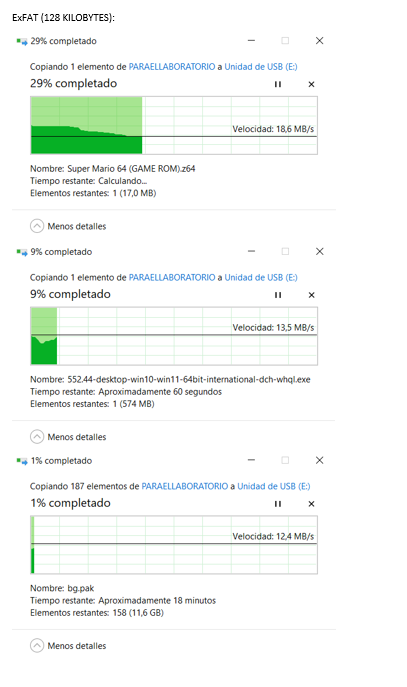 ExFAT (128 KILOBYTES):
29% completado
Copiando 1 elemento de PARAELLABORATORIO a Unidad de USB (E:)
29% completado
Velocidad: 18,6 MB/s
Nombre: Super Mario 64 (GAME ROM).z64
Tiempo restante: Calculando...
Elementos restantes: 1 (17,0 MB)
Menos detalles
9% completado
Copiando 1 elemento de PARAELLABORATORIO a Unidad de USB (E:)
9% completado
Velocidad: 13,5 MB/s
Nombre: 552.44-desktop-win10-win11-64bit-international-dch-whql.exe
Tiempo restante: Aproximadamente 60 segundos
Elementos restantes: 1 (574 MB)
Menos detalles
1% completado
Copiando 187 elementos de PARAELLABORATORIO a Unidad de USB (E:)
1% completado
Velocidad: 12,4 MB/s
Nombre: bg.pak
Tiempo restante: Aproximadamente 18 minutos
Elementos restantes: 158 (11,6 GB)
Menos detalles